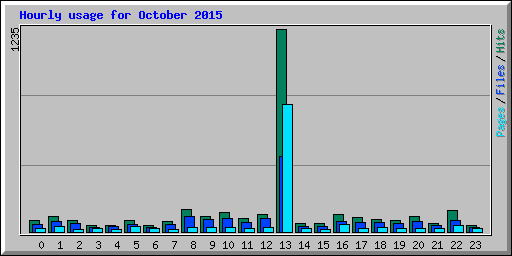 Hourly usage for October 2015
1235
Pages/Files/Hits
0 1 2 3 4 5 6 7 8 9 10 11 12 13 14 15 16 17 18 19 20 21 22 23